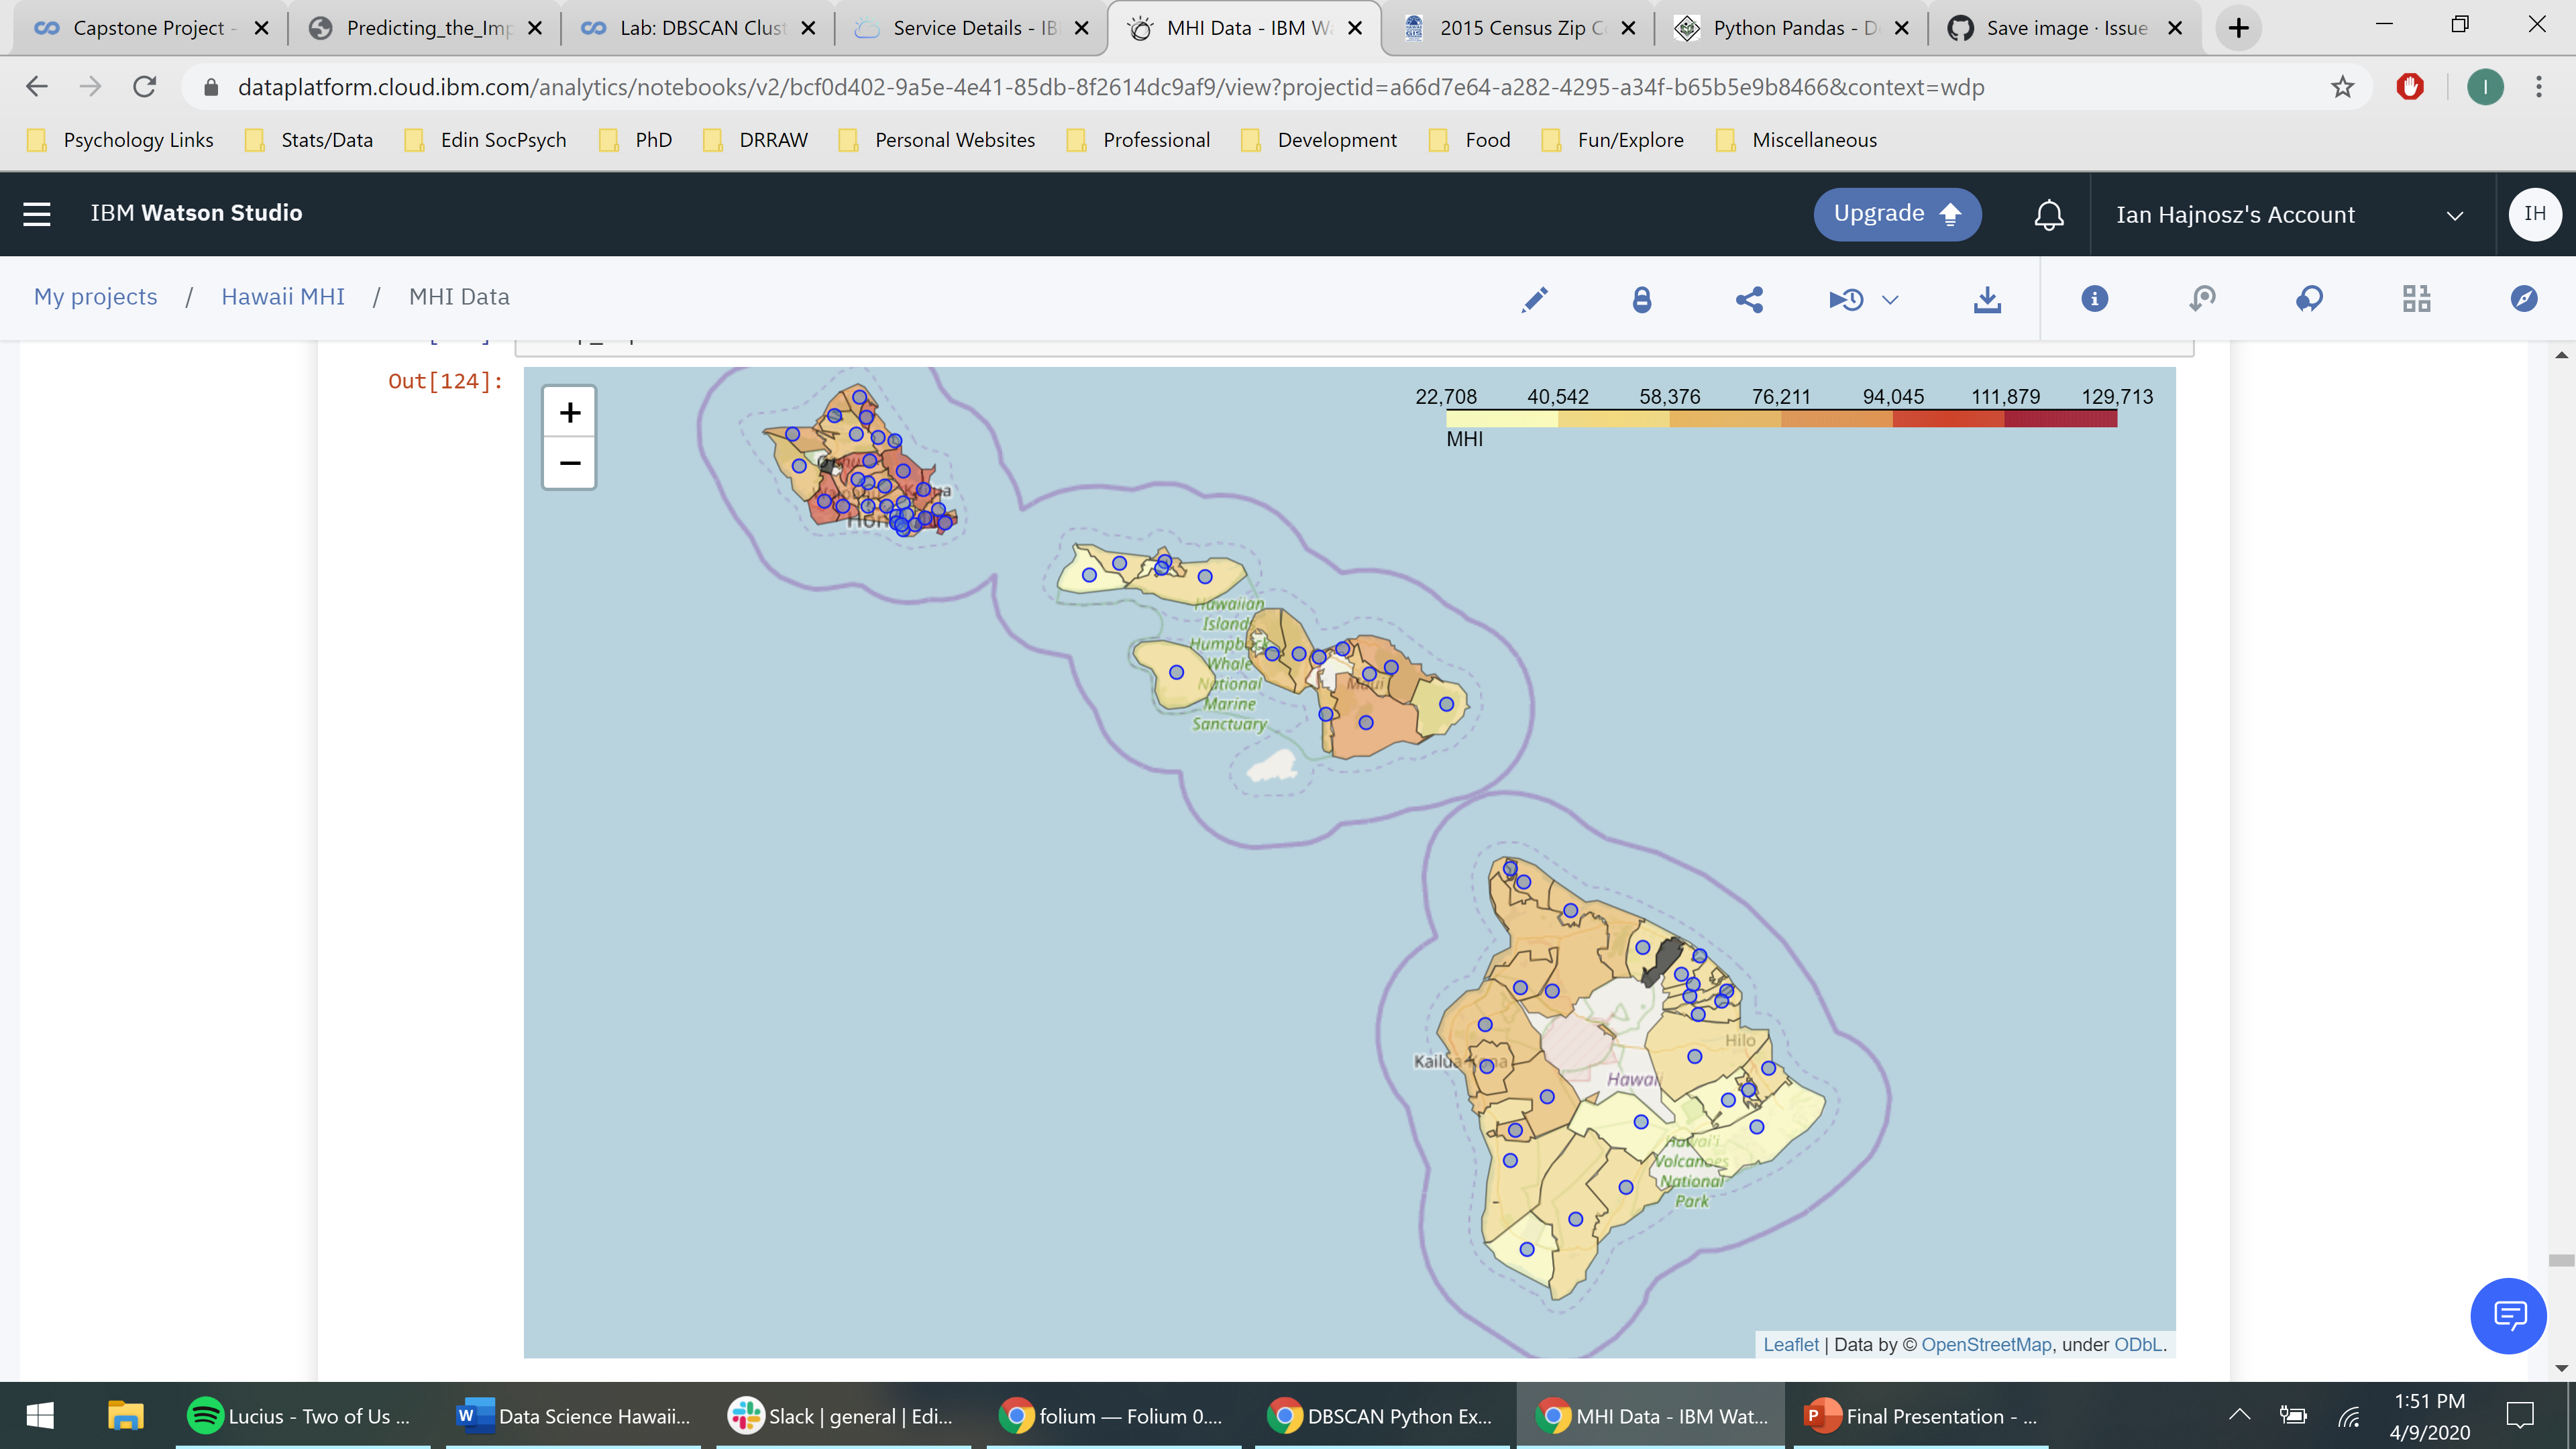 Capstone Project -
Predicting_the_Imp
Lab: DBSCAN Clust
Service Details - IB
MHI Data - IBM W
2015 Census Zip C
Python Pandas - D
Save image · Issue
dataplatform.cloud.ibm.com/analytics/notebooks/v2/bcf0d402-9a5e-4e41-85db-8f2614dc9af9/view?projectid=a66d7e64-a282-4295-a34f-b65b5e9b8466&context=wdp
I
Psychology Links
Stats/Data
Edin SocPsych
PhD
DRRAW
Personal Websites
Professional
Development
Food
Fun/Explore
Miscellaneous
IBM Watson Studio
Upgrade
Ian Hajnosz's Account
IH
My projects / Hawaii MHI / MHI Data
Out[124]:
+
−
22,708 40,542 58,376 76,211 94,045 111,879 129,713
MHI
Hawaiian
Islands
Humpback
Whale
National
Marine
Sanctuary
Maui
Hilo
Kailua-Kona
Hawaii
Hawai'i
Volcanoes
National
Park
Leaflet | Data by © OpenStreetMap, under ODbL.
Lucius - Two of Us ...
Data Science Hawaii...
Slack | general | Edi...
folium — Folium 0....
DBSCAN Python Ex...
MHI Data - IBM Wat...
Final Presentation - ...
1:51 PM
4/9/2020